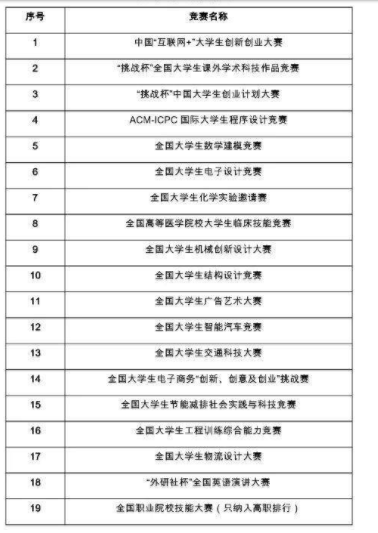 序号 竞赛名称
1 中国“互联网+”大学生创新创业大赛
2 “挑战杯”全国大学生课外学术科技作品竞赛
3 “挑战杯”中国大学生创业计划大赛
4 ACM-ICPC 国际大学生程序设计竞赛
5 全国大学生数学建模竞赛
6 全国大学生电子设计竞赛
7 全国大学生化学实验邀请赛
8 全国高等医学院校大学生临床技能竞赛
9 全国大学生机械创新设计大赛
10 全国大学生结构设计竞赛
11 全国大学生广告艺术大赛
12 全国大学生智能汽车竞赛
13 全国大学生交通科技大赛
14 全国大学生电子商务“创新、创意及创业”挑战赛
15 全国大学生节能减排社会实践与科技竞赛
16 全国大学生工程训练综合能力竞赛
17 全国大学生物流设计大赛
18 “外研社杯”全国英语演讲大赛
19 全国职业院校技能大赛（只纳入高职排行）